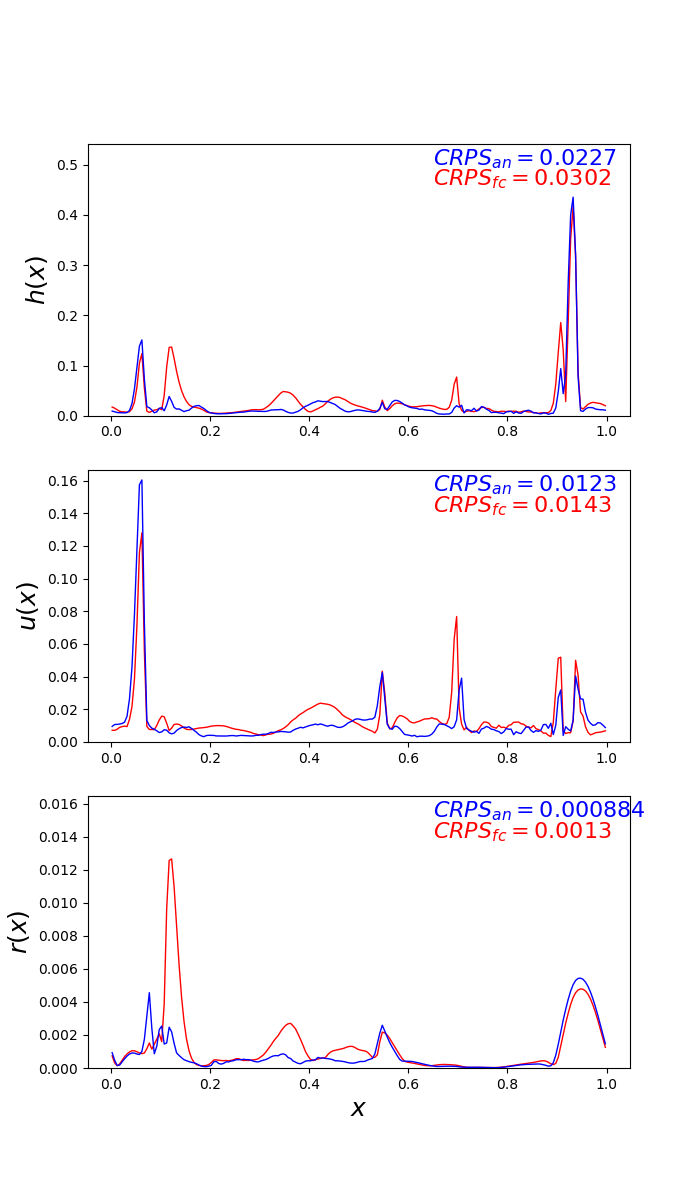 CRPS_an = 0.0227
CRPS_fc = 0.0302
h(x)
0.5
0.4
0.3
0.2
0.1
0.0
0.0 0.2 0.4 0.6 0.8 1.0
CRPS_an = 0.0123
CRPS_fc = 0.0143
u(x)
0.16
0.14
0.12
0.10
0.08
0.06
0.04
0.02
0.00
0.0 0.2 0.4 0.6 0.8 1.0
CRPS_an = 0.000884
CRPS_fc = 0.0013
r(x)
0.016
0.014
0.012
0.010
0.008
0.006
0.004
0.002
0.000
0.0 0.2 0.4 0.6 0.8 1.0
x